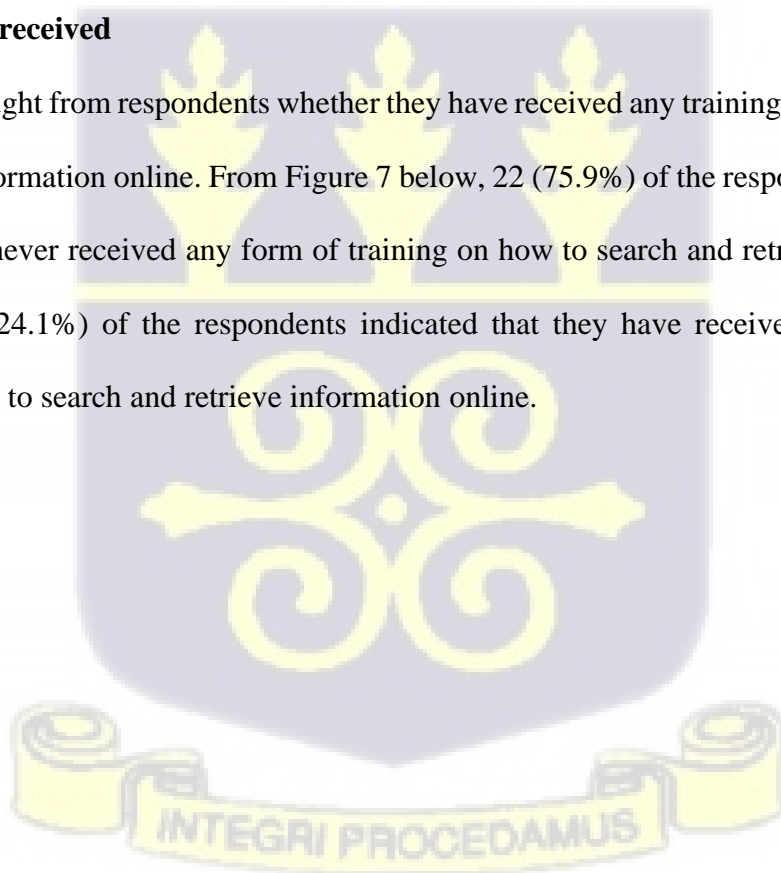 received
ght from respondents whether they have received any training
ormation online. From Figure 7 below, 22 (75.9%) of the respo
never received any form of training on how to search and retr
24.1%) of the respondents indicated that they have receive
to search and retrieve information online.
INTEGRI PROCEDAMUS